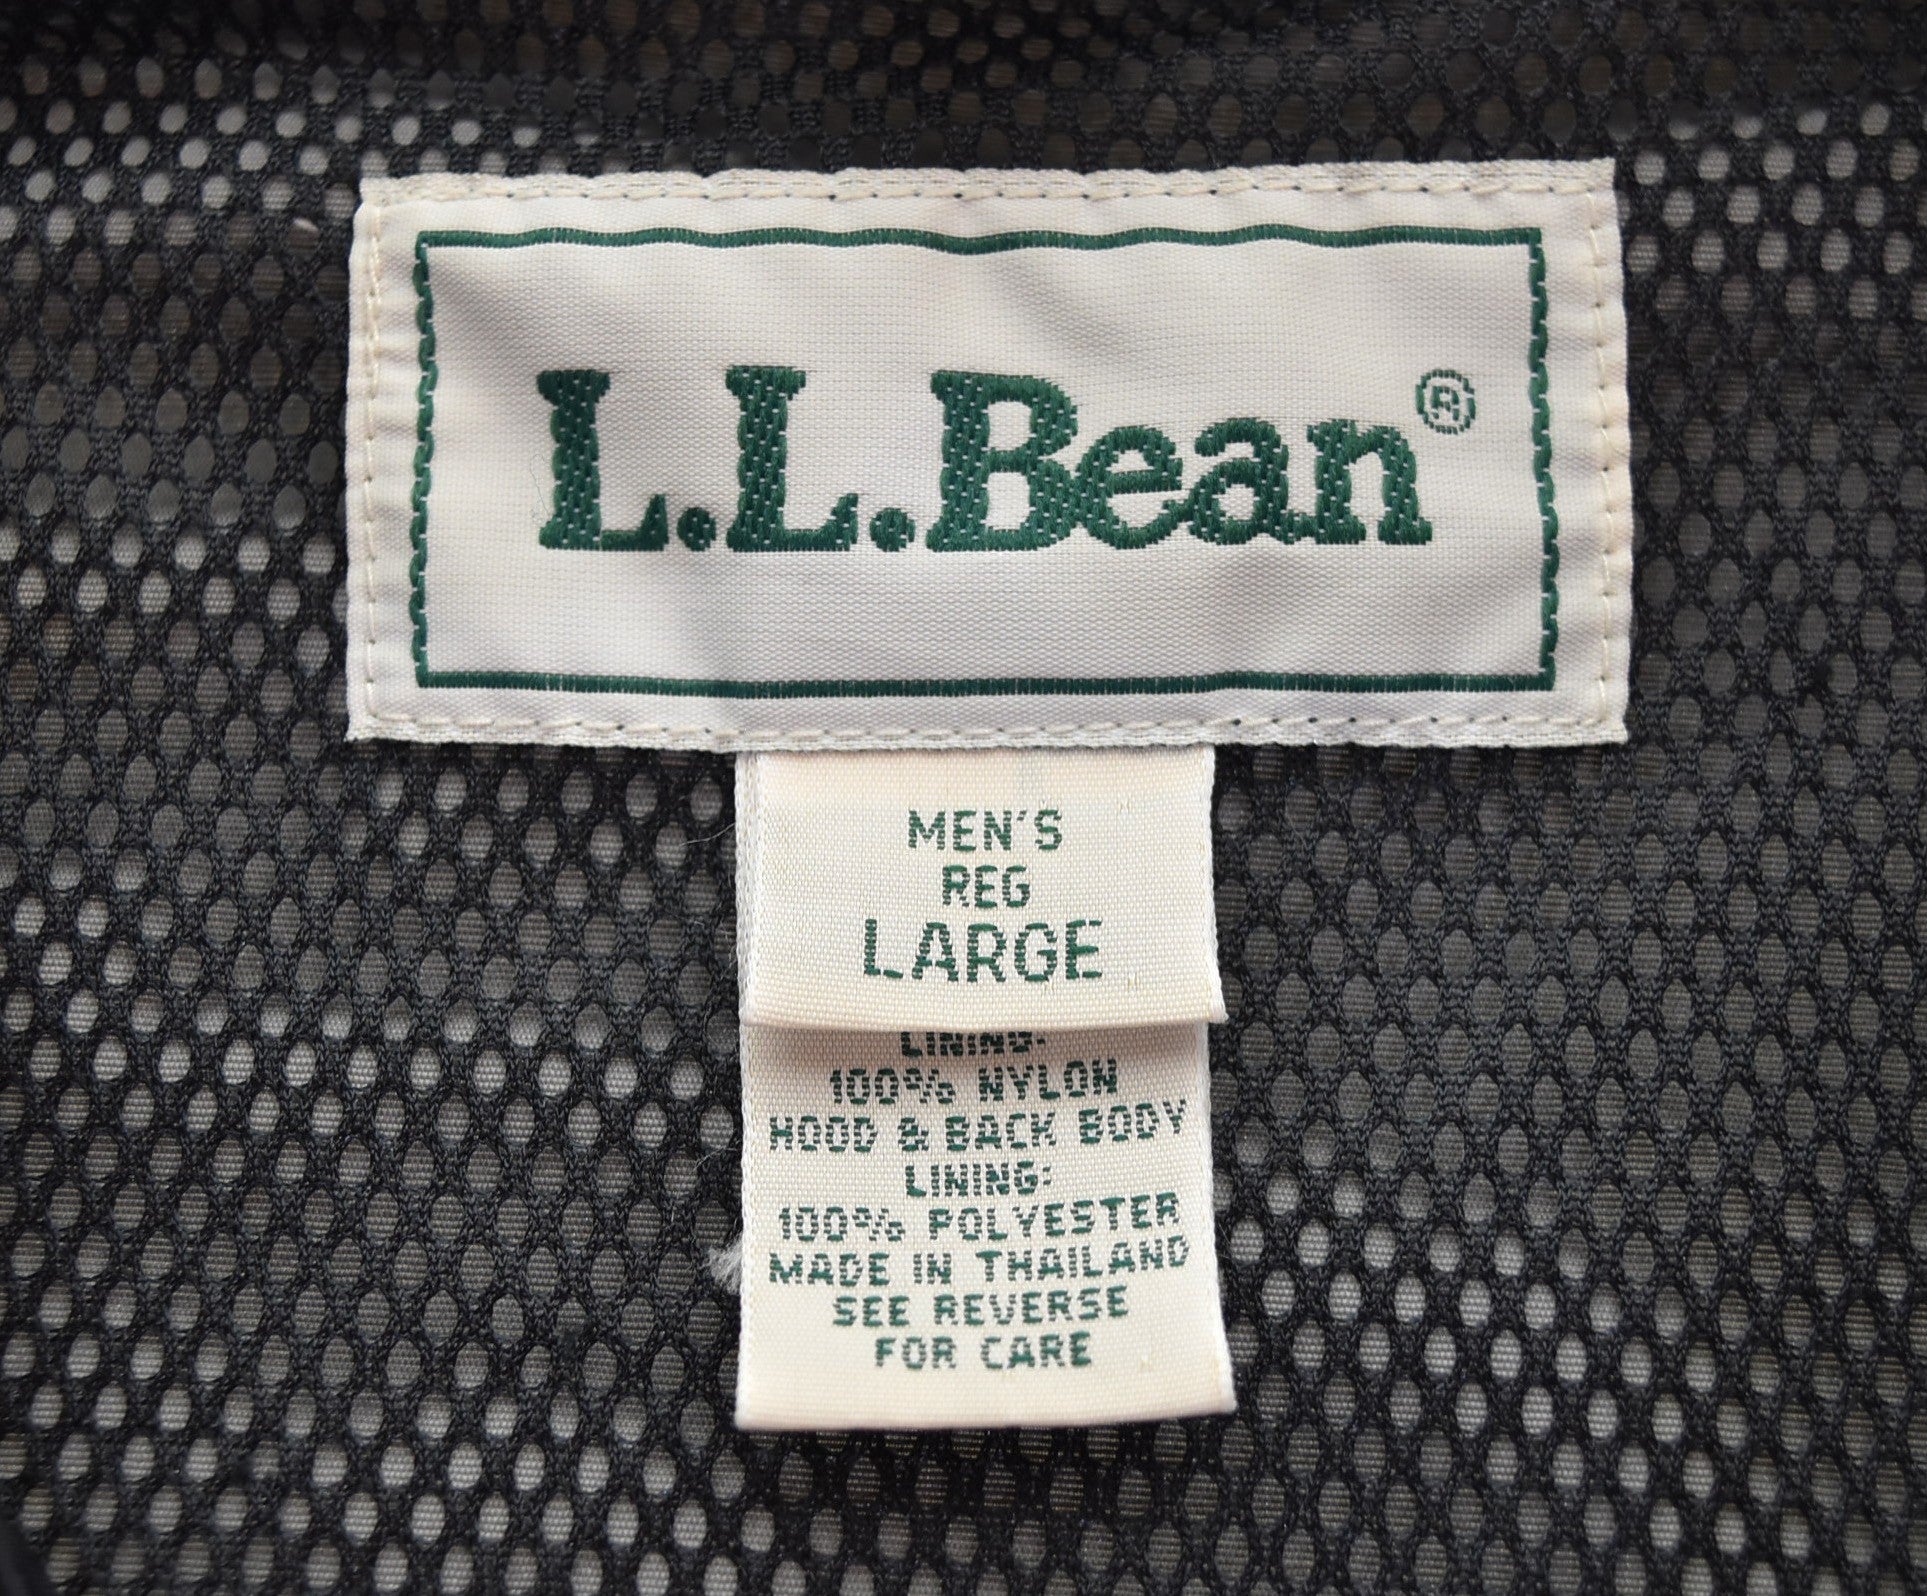 L.L.Bean®
MEN'S
REG
LARGE
LINING:
100% NYLON
HOOD & BACK BODY
LINING:
100% POLYESTER
MADE IN THAILAND
SEE REVERSE
FOR CARE